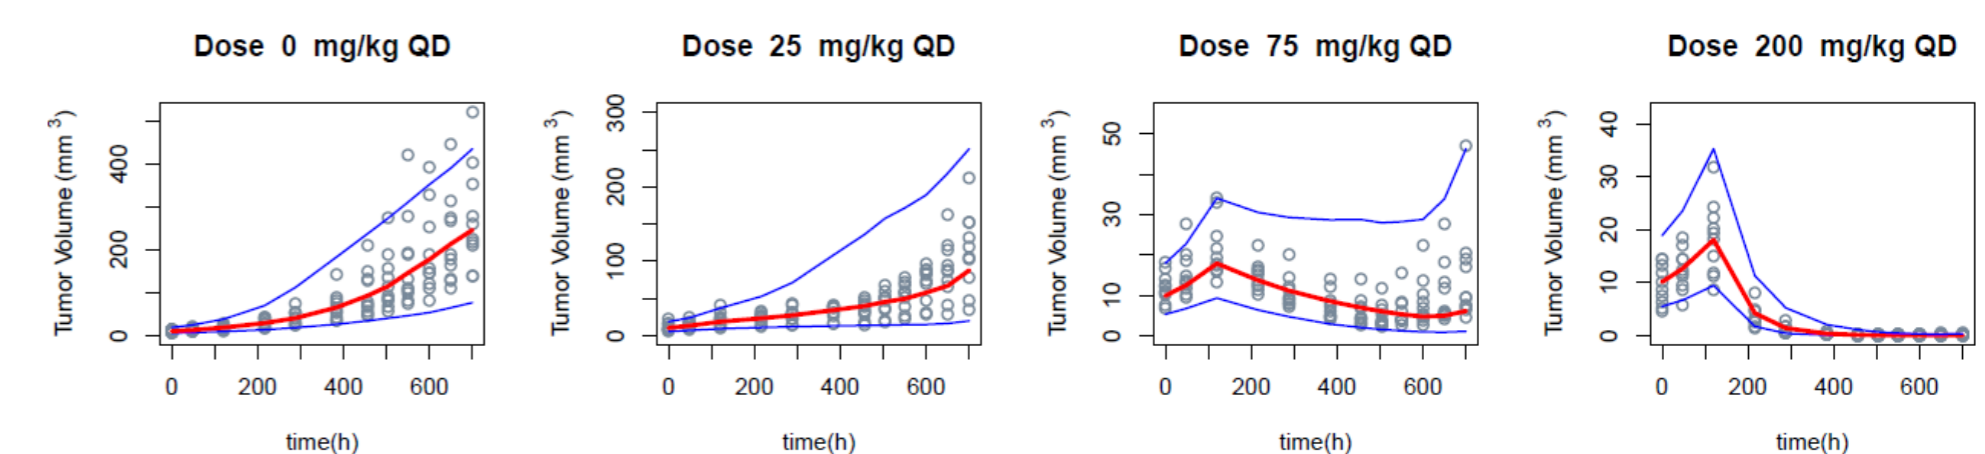 Dose 0 mg/kg QD
Tumor Volume (mm 3)
0 200 400
0 200 400 600
time(h)
Dose 25 mg/kg QD
Tumor Volume (mm 3)
0 100 200 300
0 200 400 600
time(h)
Dose 75 mg/kg QD
Tumor Volume (mm 3)
0 10 30 50
0 200 400 600
time(h)
Dose 200 mg/kg QD
Tumor Volume (mm 3)
0 10 20 30 40
0 200 400 600
time(h)